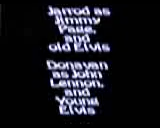 Jarrod as
Jimmy
Page,
and
old Elvis
Donavan
as John
Lennon,
and
Young
Elvis